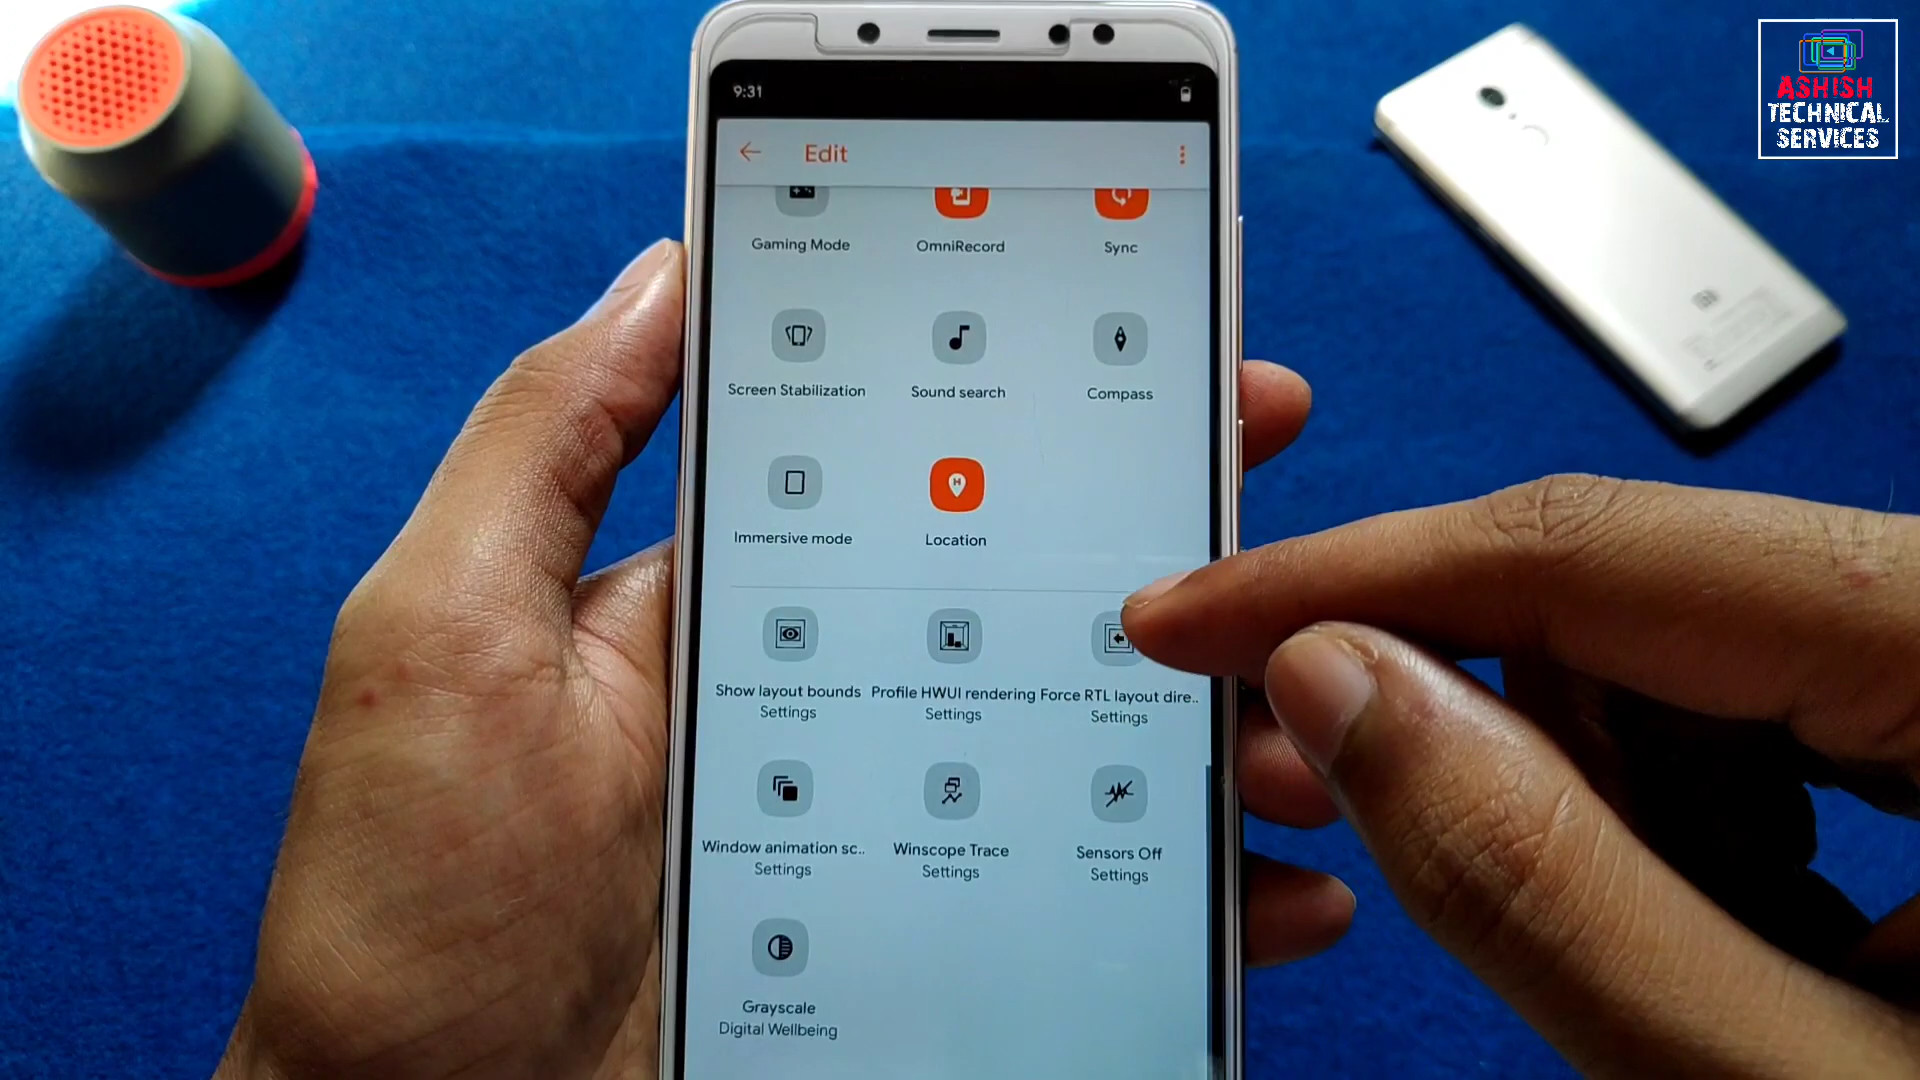 9:31
Edit
Gaming Mode
OmniRecord
Sync
Screen Stabilization
Sound search
Compass
Immersive mode
H
Location
Show layout bounds
Settings
Profile HWUI rendering
Settings
Force RTL layout dire..
Settings
Window animation sc..
Settings
Winscope Trace
Settings
Sensors Off
Settings
Grayscale
Digital Wellbeing
ASHISH
TECHNICAL
SERVICES